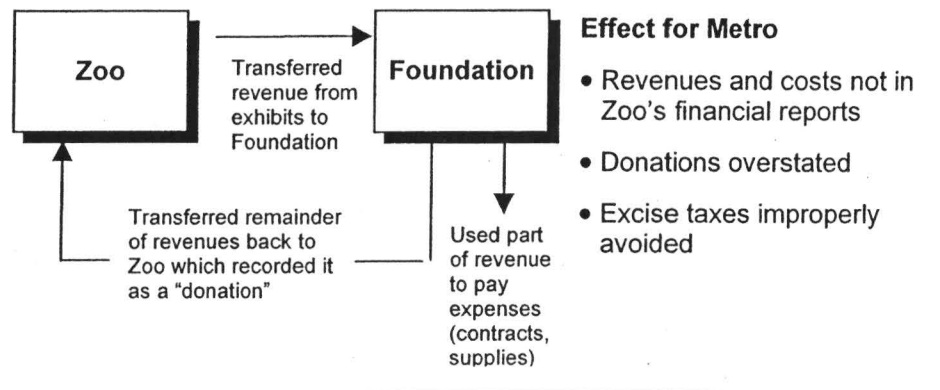 Zoo
Transferred
revenue from
exhibits to
Foundation
Foundation
Transferred remainder
of revenues back to
Zoo which recorded it
as a “donation”
Used part
of revenue
to pay
expenses
(contracts,
supplies)
Effect for Metro
• Revenues and costs not in
Zoo’s financial reports
• Donations overstated
• Excise taxes improperly
avoided